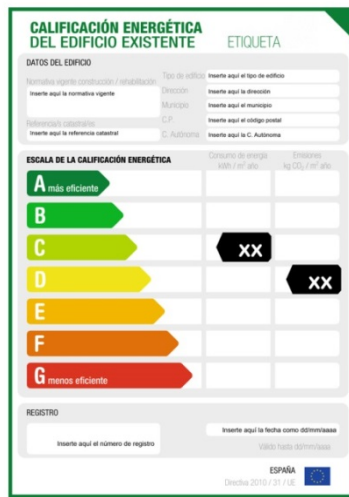 CALIFICACIÓN ENERGÉTICA
DEL EDIFICIO EXISTENTE ETIQUETA
DATOS DEL EDIFICIO
Normativa vigente construcción / rehabilitación
Inserte aquí la normativa vigente
Referencia/s catastral/es
Inserte aquí la referencia catastral
Tipo de edificio Inserte aquí el tipo de edificio
Dirección Inserte aquí la dirección
Municipio Inserte aquí el municipio
C.P. Inserte aquí el código postal
C. Autónoma Inserte aquí la C. Autónoma
ESCALA DE LA CALIFICACIÓN ENERGÉTICA
Consumo de energía
kWh / m² año
Emisiones
kg CO₂ / m² año
A más eficiente
B
C XX
D XX
E
F
G menos eficiente
REGISTRO
Inserte aquí el número de registro
Inserte aquí la fecha como dd/mm/aaaa
Válido hasta dd/mm/aaaa
ESPAÑA
Directiva 2010 / 31 / UE